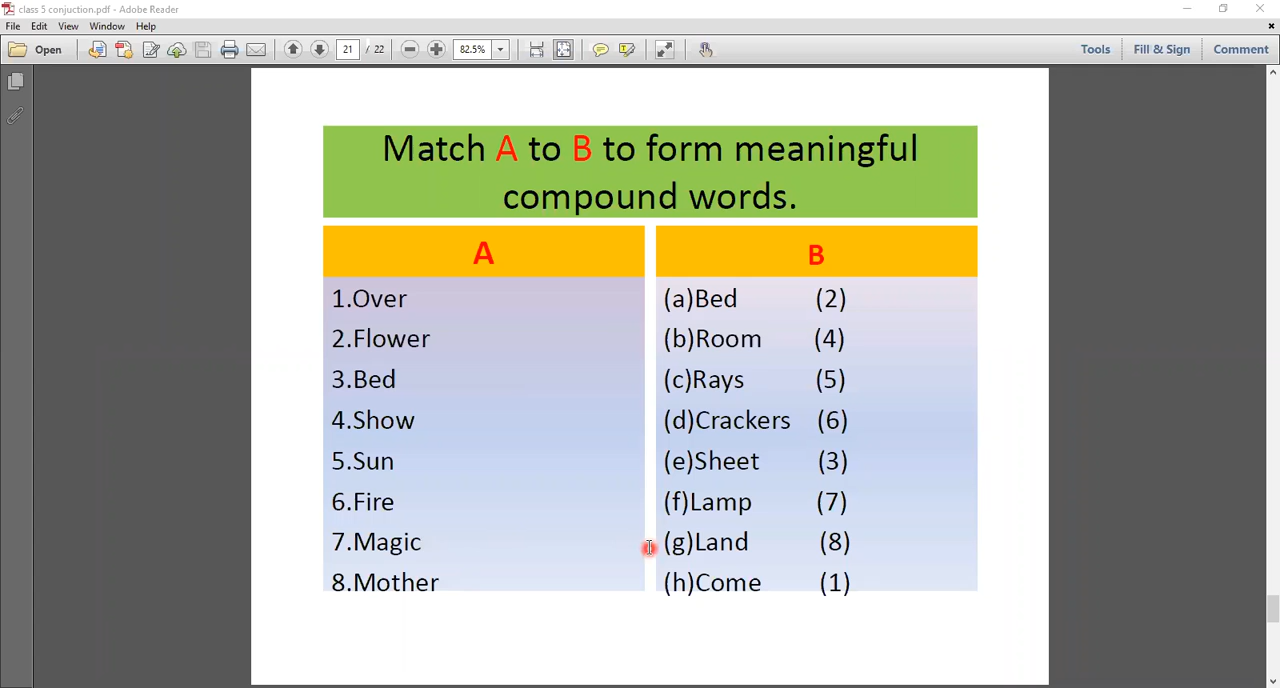 class 5 conjuction.pdf - Adobe Reader
File Edit View Window Help
Open 21 / 22 82.5% Tools Fill & Sign Comment
Match A to B to form meaningful
compound words.
A
1.Over
2.Flower
3.Bed
4.Show
5.Sun
6.Fire
7.Magic
8.Mother
B
(a)Bed (2)
(b)Room (4)
(c)Rays (5)
(d)Crackers (6)
(e)Sheet (3)
(f)Lamp (7)
(g)Land (8)
(h)Come (1)